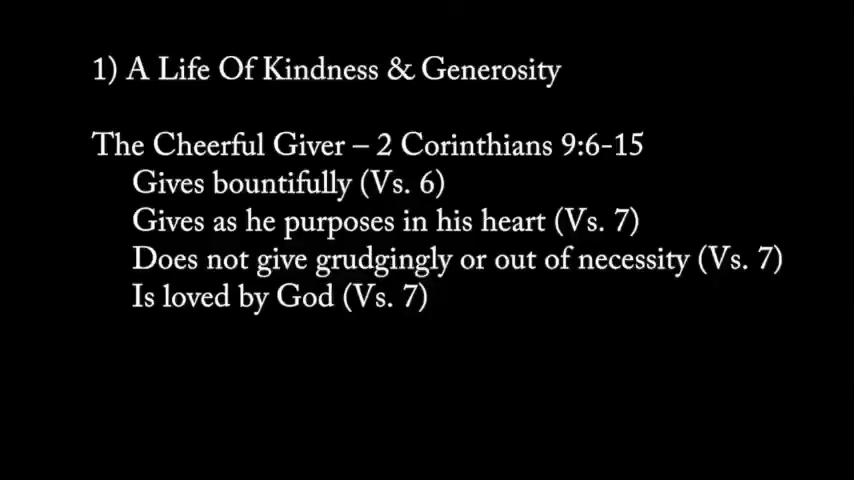 1) A Life Of Kindness & Generosity
The Cheerful Giver – 2 Corinthians 9:6-15
Gives bountifully (Vs. 6)
Gives as he purposes in his heart (Vs. 7)
Does not give grudgingly or out of necessity (Vs. 7)
Is loved by God (Vs. 7)